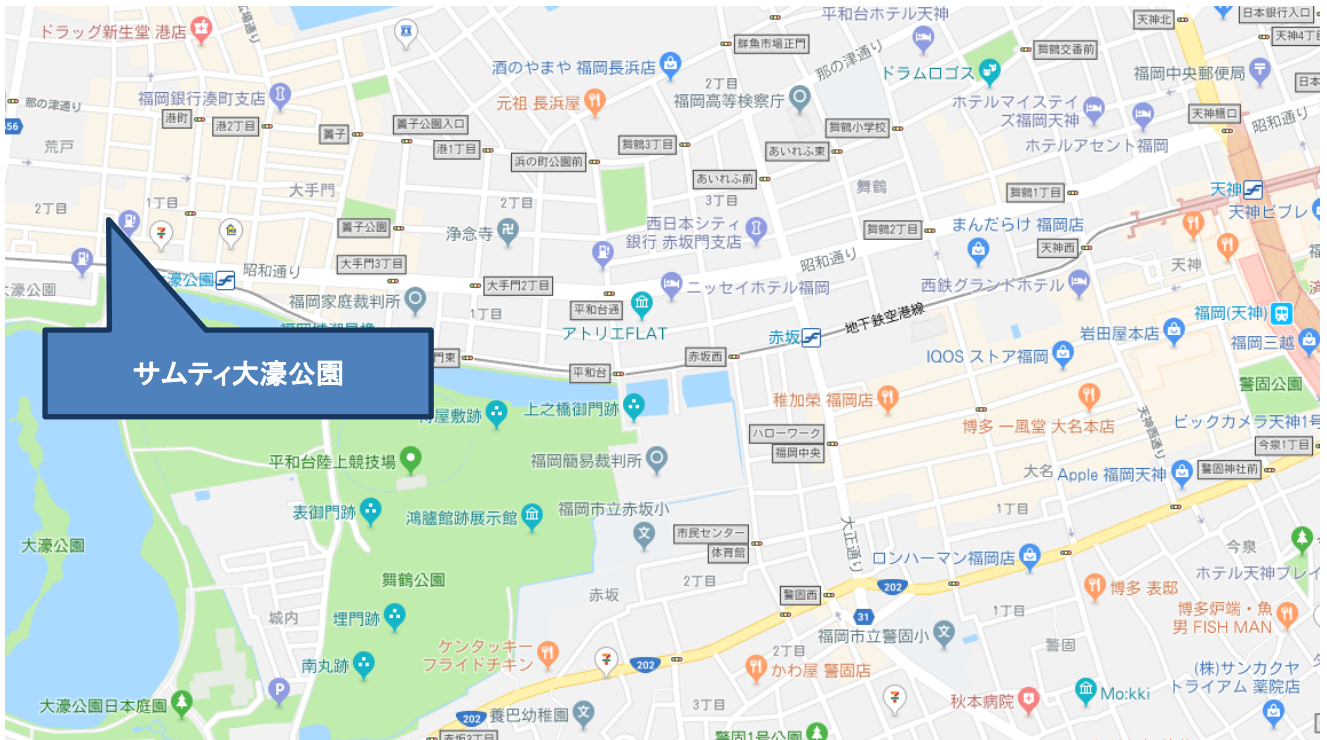 ドラッグ新生堂 港店
平和台ホテル天神
天神北
日本銀行入口
天神4丁目
鮮魚市場正門
舞鶴交番前
酒のやまや 福岡長浜店
那の津通り
ドラムロゴス
福岡中央郵便局
2丁目
福岡銀行湊町支店
元祖 長浜屋
福岡高等検察庁
ホテルマイステイ
ズ福岡天神
那の津通り
港町
港2丁目
簀子
簀子公園入口
天神橋口
昭和通り
56
荒戸
港1丁目
舞鶴3丁目
舞鶴小学校
ホテルアセント福岡
浜の町公園前
あいれふ東
あいれふ前
大手門
舞鶴
舞鶴1丁目
天神
2丁目
1丁目
2丁目
3丁目
天神ビブレ
簀子公園
浄念寺
西日本シティ
銀行 赤坂門支店
舞鶴2丁目
まんだらけ 福岡店
天神西
大手門3丁目
昭和通り
昭和通り
天神
濠公園
濠公園
大手門2丁目
ニッセイホテル福岡
西鉄グランドホテル
福岡家庭裁判所
1丁目
平和台通
アトリエFLAT
赤坂
地下鉄空港線
福岡(天神)
岩田屋本店
福岡三越
サムティ大濠公園
門東
平和台
赤坂西
IQOS ストア福岡
警固公園
屋敷跡
上之橋御門跡
稚加榮 福岡店
博多 一風堂 大名本店
天神西通り
ビックカメラ天神1号
ハローワーク
福岡中央
今泉1丁目
平和台陸上競技場
福岡簡易裁判所
大名
Apple 福岡天神
警固神社前
表御門跡
鴻臚館跡展示館
福岡市立赤坂小
1丁目
大濠公園
市民センター
体育館
大正通り
ロンハーマン福岡店
今泉
舞鶴公園
2丁目
202
ホテル天神プレイ
赤坂
警固西
博多 表邸
城内
埋門跡
31
福岡市立警固小
1丁目
博多炉端・魚
男 FISH MAN
警固
ケンタッキー
フライドチキン
2丁目
南丸跡
202
かわ屋 警固店
(株)サンカクヤ
トライアム 薬院店
P
大濠公園日本庭園
3丁目
秋本病院
Mo:kki
202
養巴幼稚園
赤坂3丁目
警固1号公園